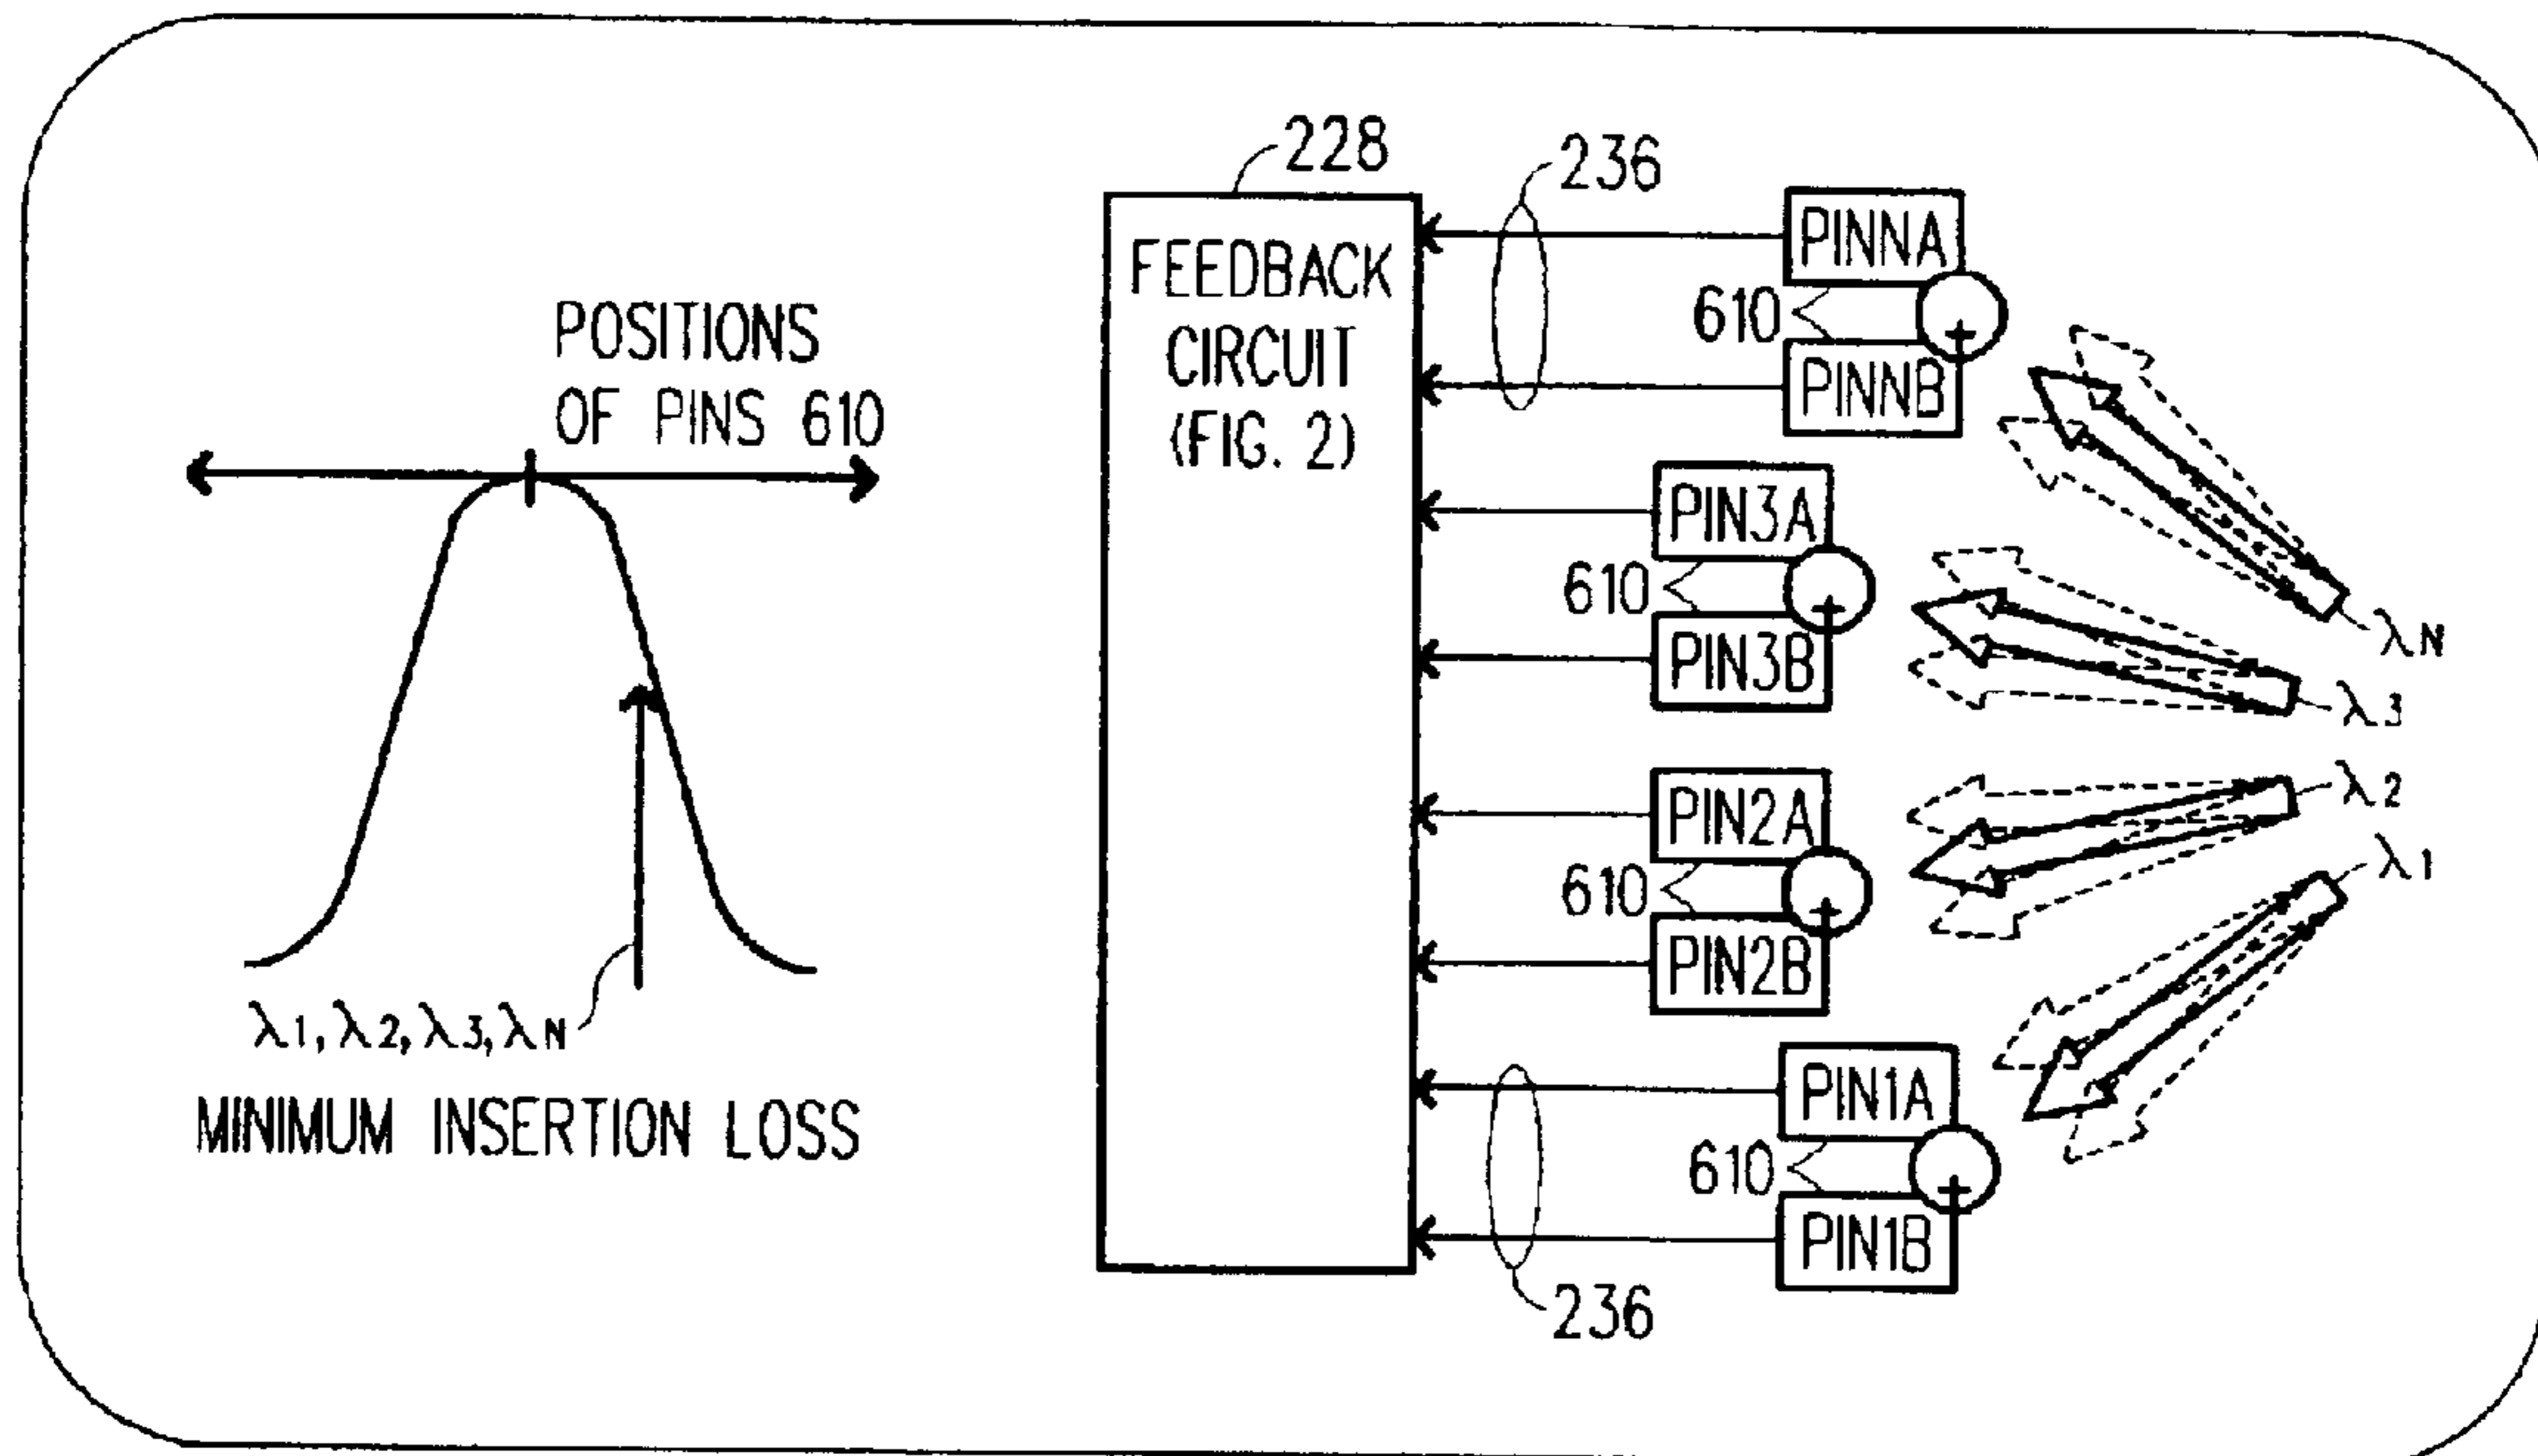 POSITIONS
OF PINS 610
λ1, λ2, λ3, λN
MINIMUM INSERTION LOSS
228
FEEDBACK
CIRCUIT
(FIG. 2)
236
PINNA
610
PINNB
PIN3A
610
PIN3B
PIN2A
610
PIN2B
PIN1A
610
PIN1B
236
λN
λ3
λ2
λ1